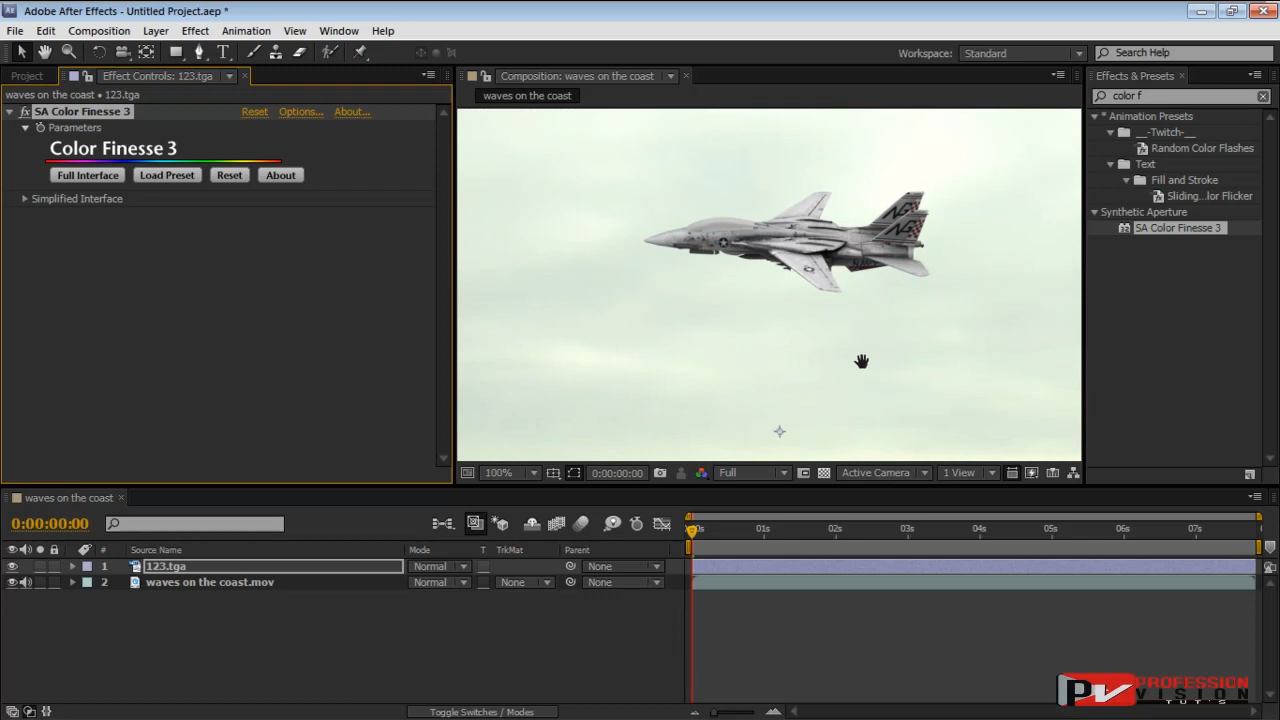 Adobe After Effects - Untitled Project.aep *
File Edit Composition Layer Effect Animation View Window Help
Workspace: Standard Search Help
Project Effect Controls: 123.tga Composition: waves on the coast Effects & Presets
waves on the coast • 123.tga waves on the coast color f
SA Color Finesse 3 Reset Options... About...
Parameters
Color Finesse 3
Full Interface Load Preset Reset About
Simplified Interface
* Animation Presets
__-Twitch-__
Random Color Flashes
Text
Fill and Stroke
Sliding...lor Flicker
Synthetic Aperture
SA Color Finesse 3
NG
NG
100% 0:00:00:00 Full Active Camera 1 View
waves on the coast
0:00:00:00
0s 01s 02s 03s 04s 05s 06s 07s
# Source Name Mode T TrkMat Parent
1 123.tga Normal None
2 waves on the coast.mov Normal None None
Toggle Switches / Modes
PV PROFESSION
VISION
TUT'S